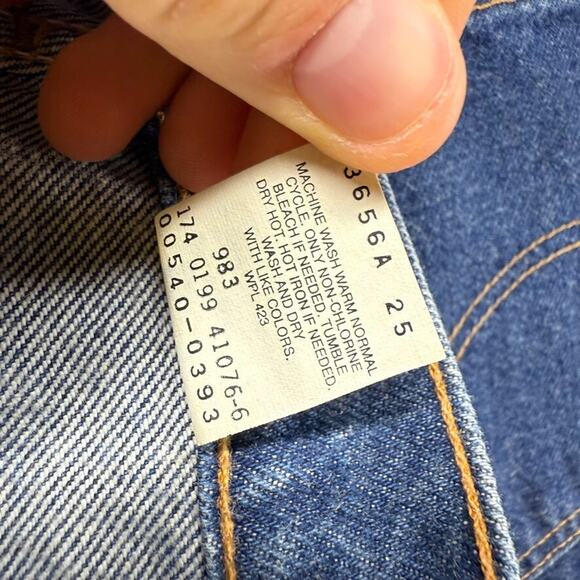 3656A 25
MACHINE WASH WARM NORMAL
CYCLE. ONLY NON-CHLORINE
BLEACH IF NEEDED. TUMBLE
DRY HOT. HOT IRON IF NEEDED.
WASH AND DRY
WITH LIKE COLORS.
WPL 423
983
174 0199 41076-6
00540-0393